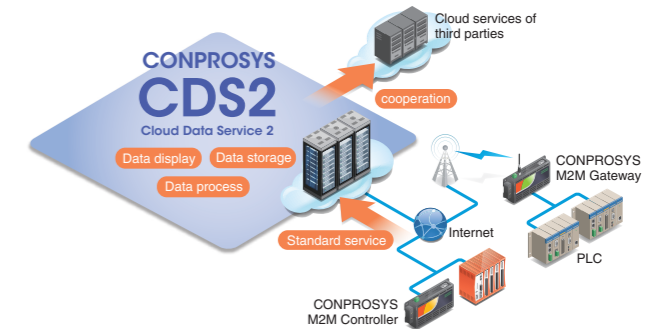 CONPROSYS
CDS2
Cloud Data Service 2
Data display
Data storage
Data process
Cloud services of
third parties
cooperation
Standard service
Internet
CONPROSYS
M2M Gateway
PLC
CONPROSYS
M2M Controller